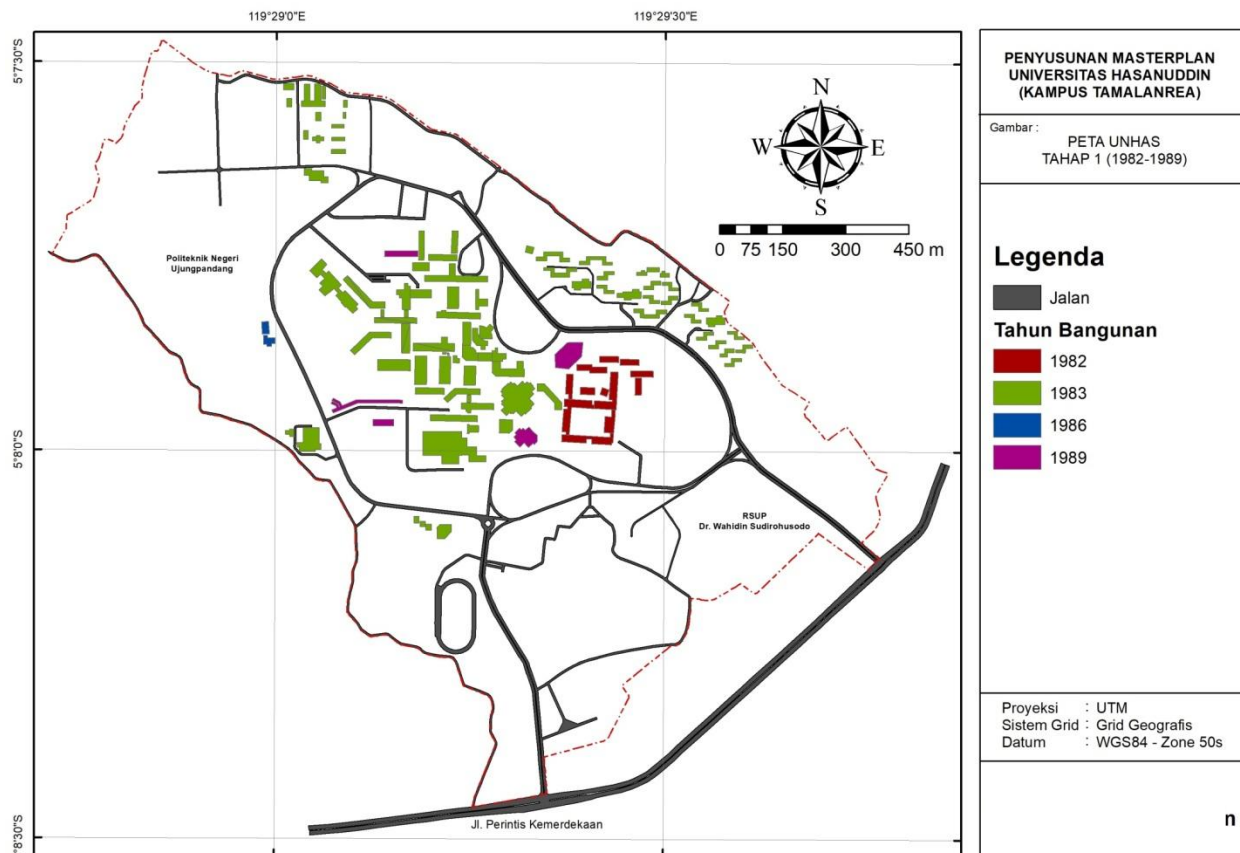 119°29'0"E
119°29'30"E
5°7'30"S
5°8'0"S
5°8'30"S
N
W
E
S
0 75 150 300 450 m
Politeknik Negeri
Ujungpandang
RSUP
Dr. Wahidin Sudirohusodo
Jl. Perintis Kemerdekaan
PENYUSUNAN MASTERPLAN
UNIVERSITAS HASANUDDIN
(KAMPUS TAMALANREA)
Gambar :
PETA UNHAS
TAHAP 1 (1982-1989)
Legenda
Jalan
Tahun Bangunan
1982
1983
1986
1989
Proyeksi : UTM
Sistem Grid : Grid Geografis
Datum : WGS84 - Zone 50s
n